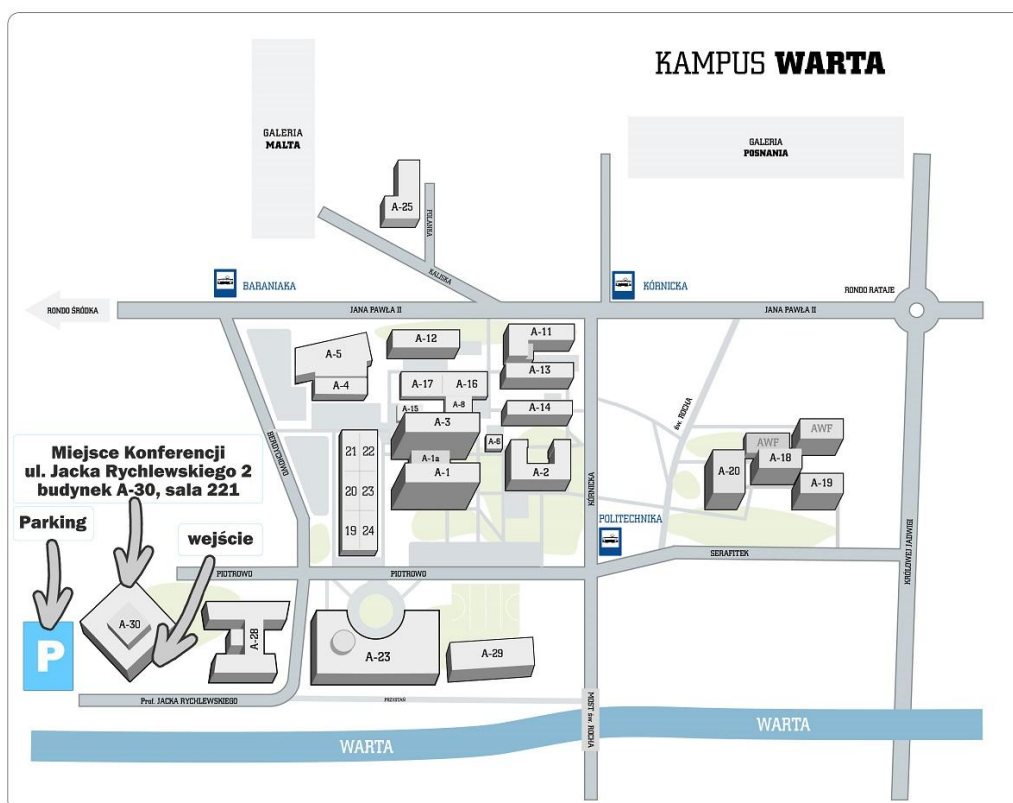 KAMPUS WARTA
GALERIA
MALTA
GALERIA
POSNANIA
A-25
POLANKA
KALISKA
BARANIAKA
KÓRNICKA
RONDO RATAJE
RONDO ŚRÓDKA
JANA PAWŁA II
JANA PAWŁA II
A-5
A-4
A-12
A-11
A-13
A-17
A-16
A-15
A-8
A-14
A-3
A-6
A-1a
A-1
A-2
21 22
20 23
19 24
BERDYCHOWO
KÓRNICKA
św. ROCHA
AWF
AWF
A-18
A-20
A-19
KRÓLOWEJ JADWIGI
Miejsce Konferencji
ul. Jacka Rychlewskiego 2
budynek A-30, sala 221
Parking
wejście
POLITECHNIKA
SERAFITEK
PIOTROWO
PIOTROWO
A-30
A-28
A-23
A-29
P
Prof. JACKA RYCHLEWSKIEGO
PRZYSTAŃ
MOST św. ROCHA
WARTA
WARTA